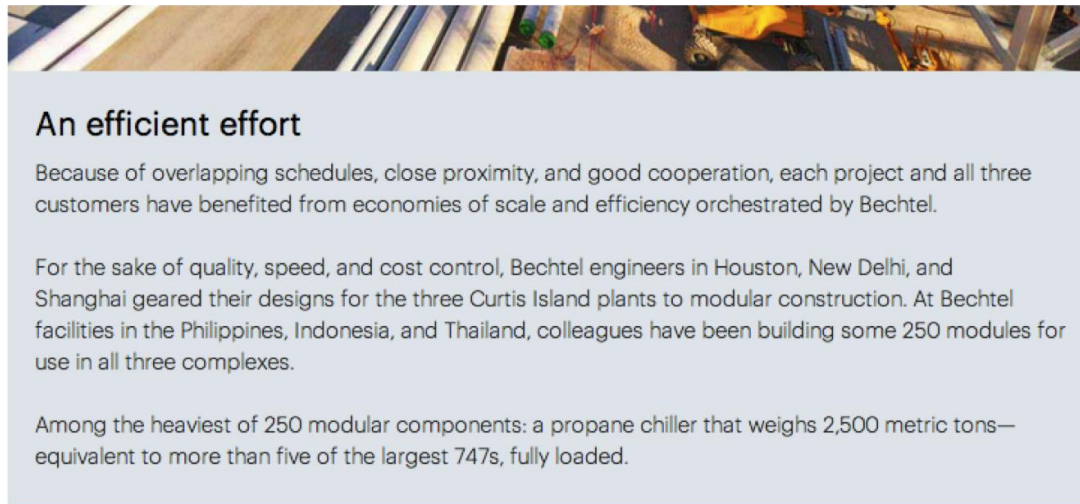 An efficient effort
Because of overlapping schedules, close proximity, and good cooperation, each project and all three
customers have benefited from economies of scale and efficiency orchestrated by Bechtel.
For the sake of quality, speed, and cost control, Bechtel engineers in Houston, New Delhi, and
Shanghai geared their designs for the three Curtis Island plants to modular construction. At Bechtel
facilities in the Philippines, Indonesia, and Thailand, colleagues have been building some 250 modules for
use in all three complexes.
Among the heaviest of 250 modular components: a propane chiller that weighs 2,500 metric tons—
equivalent to more than five of the largest 747s, fully loaded.